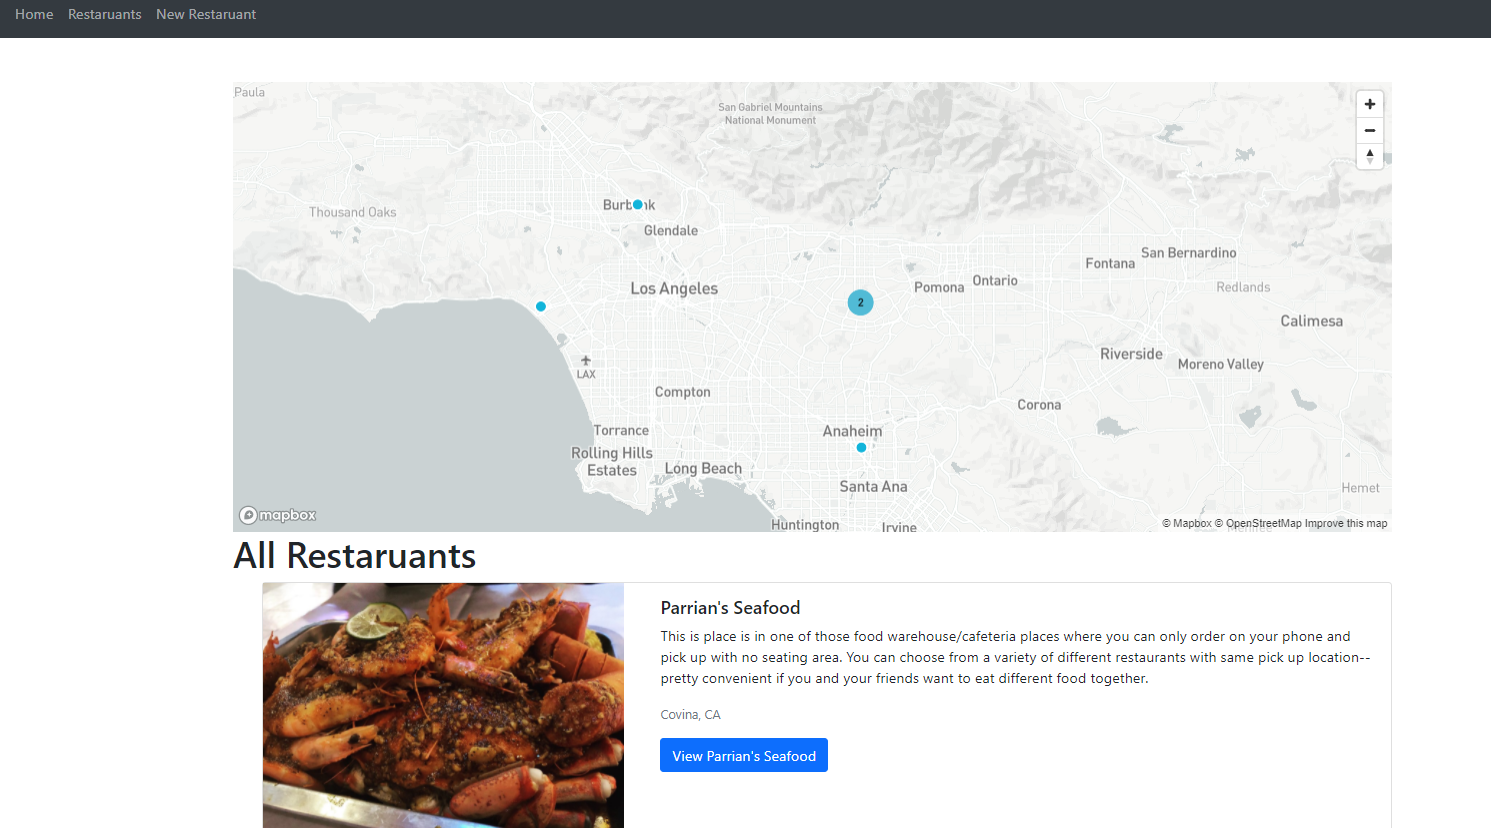 Home Restaruants New Restaruant
Paula
San Gabriel Mountains
National Monument
Thousand Oaks
Glendale
San Bernardino
Fontana
Los Angeles
Pomona
Ontario
2
Redlands
Calimesa
Riverside
Moreno Valley
LAX
Compton
Corona
Torrance
Anaheim
Rolling Hills
Estates
Long Beach
Santa Ana
Hemet
mapbox
Huntington
Irvine
© Mapbox © OpenStreetMap Improve this map
All Restaruants
Parrian's Seafood
This is place is in one of those food warehouse/cafeteria places where you can only order on your phone and
pick up with no seating area. You can choose from a variety of different restaurants with same pick up location--
pretty convenient if you and your friends want to eat different food together.
Covina, CA
View Parrian's Seafood